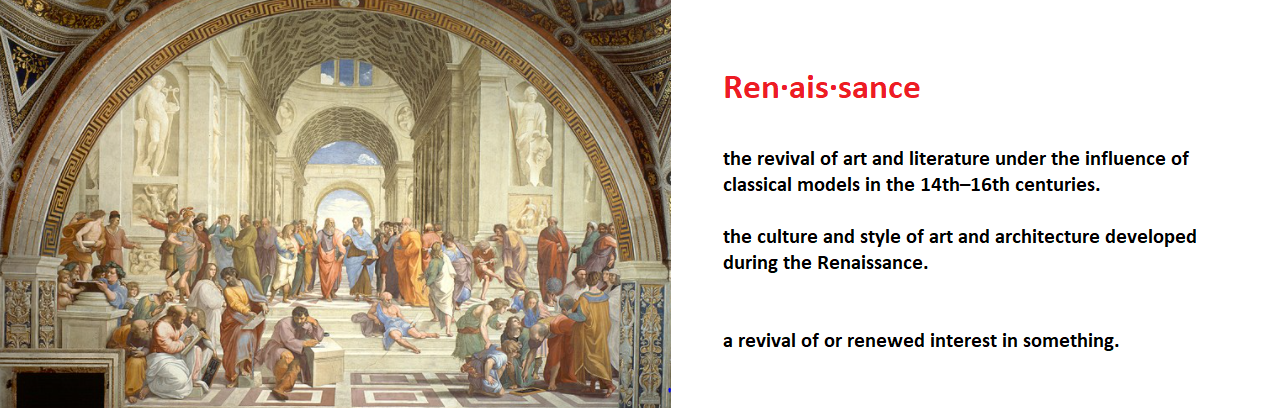 Ren·ais·sance
the revival of art and literature under the influence of
classical models in the 14th–16th centuries.
the culture and style of art and architecture developed
during the Renaissance.
a revival of or renewed interest in something.